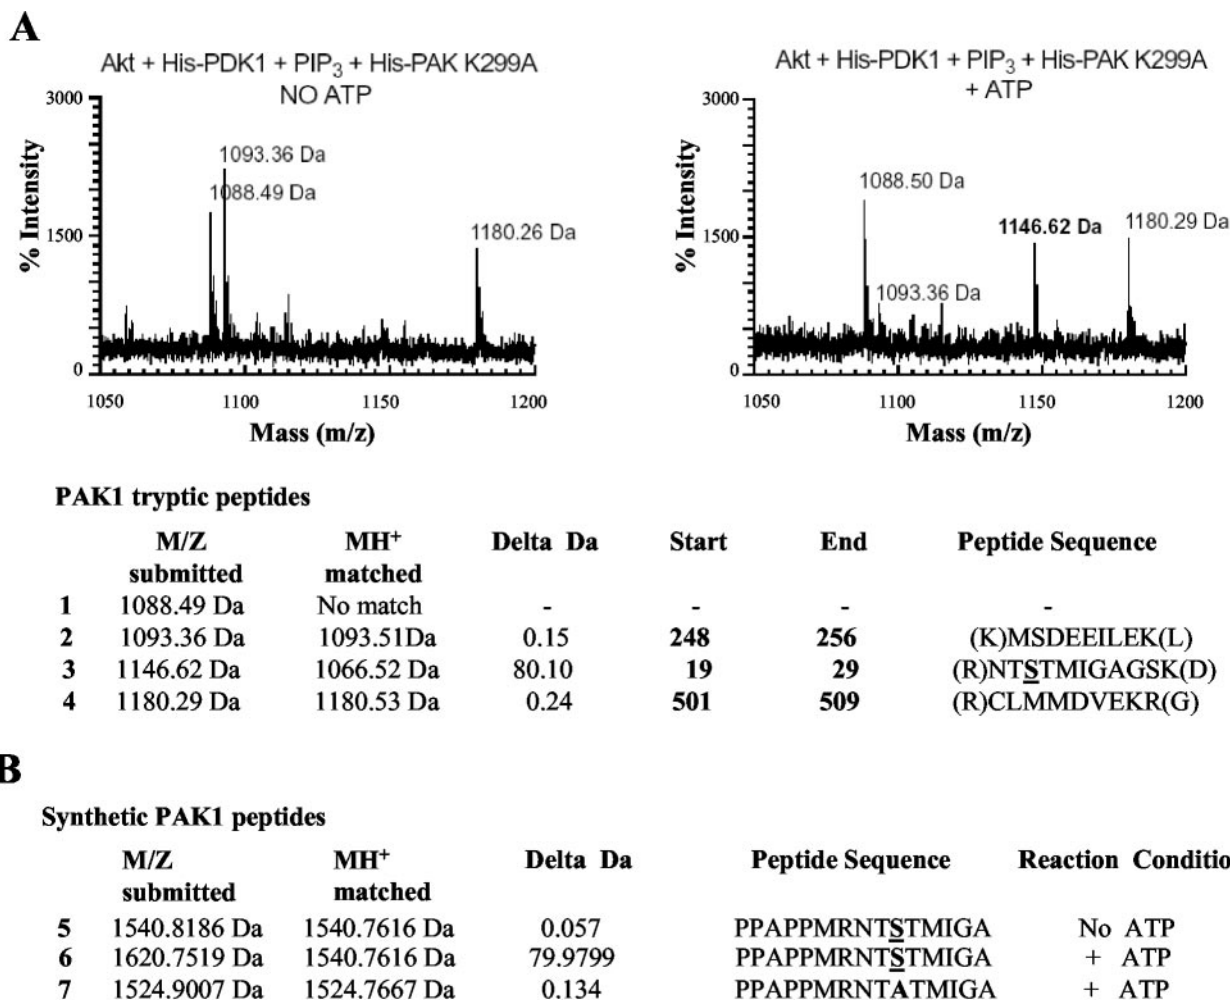 A
Akt + His-PDK1 + PIP3 + His-PAK K299A
NO ATP
3000
1500
0
% Intensity
1093.36 Da
1088.49 Da
1180.26 Da
1050 1100 1150 1200
Mass (m/z)
Akt + His-PDK1 + PIP3 + His-PAK K299A
+ ATP
3000
1500
0
% Intensity
1088.50 Da
1093.36 Da
1146.62 Da
1180.29 Da
1050 1100 1150 1200
Mass (m/z)
PAK1 tryptic peptides
M/Z MH+ Delta Da Start End Peptide Sequence
submitted matched
1 1088.49 Da No match - - - -
2 1093.36 Da 1093.51Da 0.15 248 256 (K)MSDEEILEK(L)
3 1146.62 Da 1066.52 Da 80.10 19 29 (R)NTSTMIGAGSK(D)
4 1180.29 Da 1180.53 Da 0.24 501 509 (R)CLMMDVEKR(G)
B
Synthetic PAK1 peptides
M/Z MH+ Delta Da Peptide Sequence Reaction Conditio
submitted matched
5 1540.8186 Da 1540.7616 Da 0.057 PPAPPMRNTSTMIGA No ATP
6 1620.7519 Da 1540.7616 Da 79.9799 PPAPPMRNTSTMIGA + ATP
7 1524.9007 Da 1524.7667 Da 0.134 PPAPPMRNTATMIGA + ATP